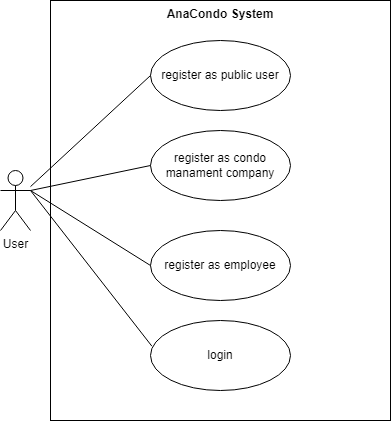 AnaCondo System
register as public user
register as condo
manament company
User
register as employee
login